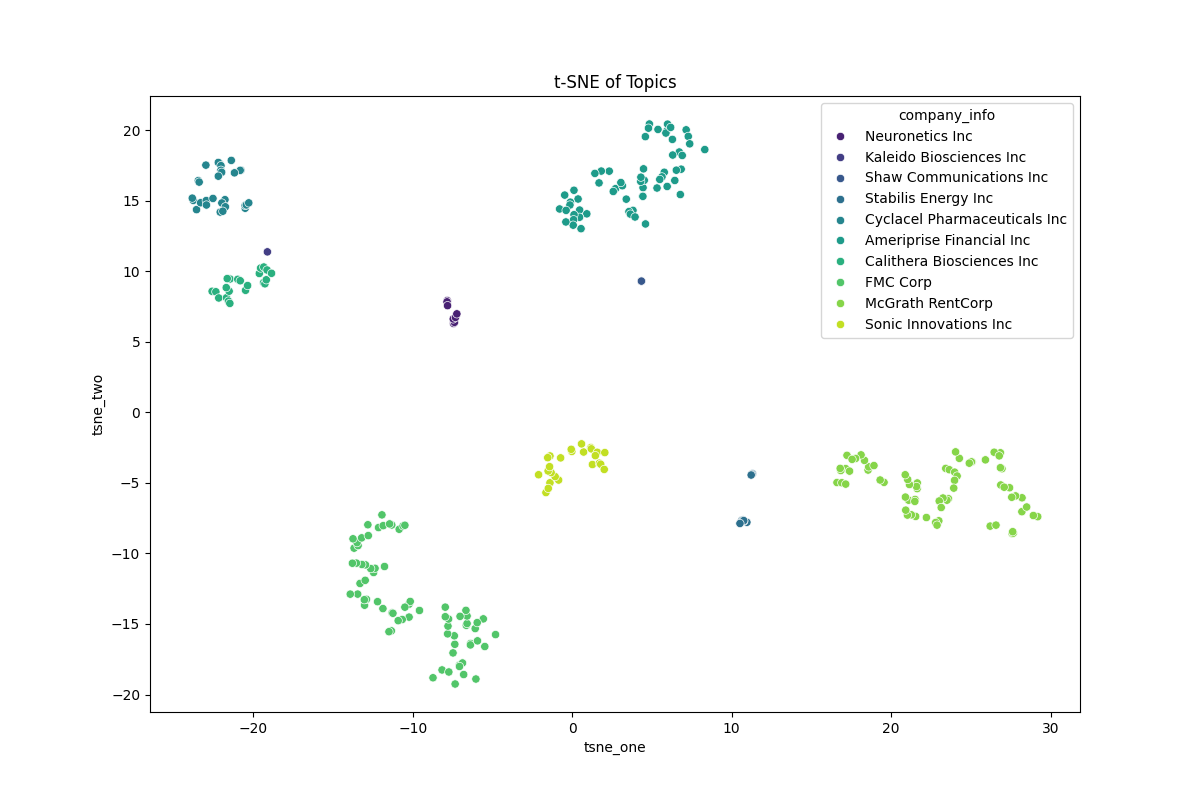 t-SNE of Topics
company_info
Neuronetics Inc
Kaleido Biosciences Inc
Shaw Communications Inc
Stabilis Energy Inc
Cyclacel Pharmaceuticals Inc
Ameriprise Financial Inc
Calithera Biosciences Inc
FMC Corp
McGrath RentCorp
Sonic Innovations Inc
20
15
10
5
0
−5
−10
−15
−20
tsne_two
−20
−10
0
10
20
30
tsne_one